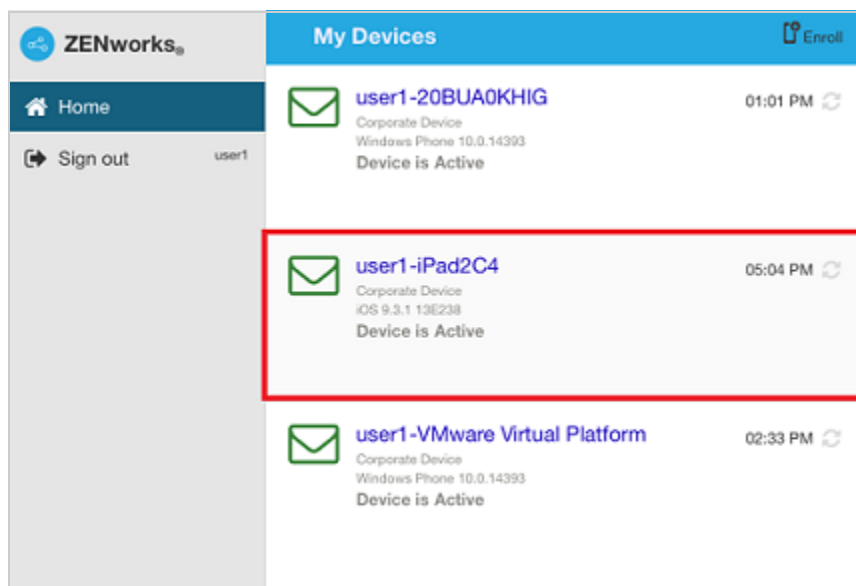 ZENworks®
My Devices
Enroll
Home
Sign out
user1
user1-20BUA0KHIG
01:01 PM
Corporate Device
Windows Phone 10.0.14393
Device is Active
user1-iPad2C4
05:04 PM
Corporate Device
iOS 9.3.1 13E238
Device is Active
user1-VMware Virtual Platform
02:33 PM
Corporate Device
Windows Phone 10.0.14393
Device is Active